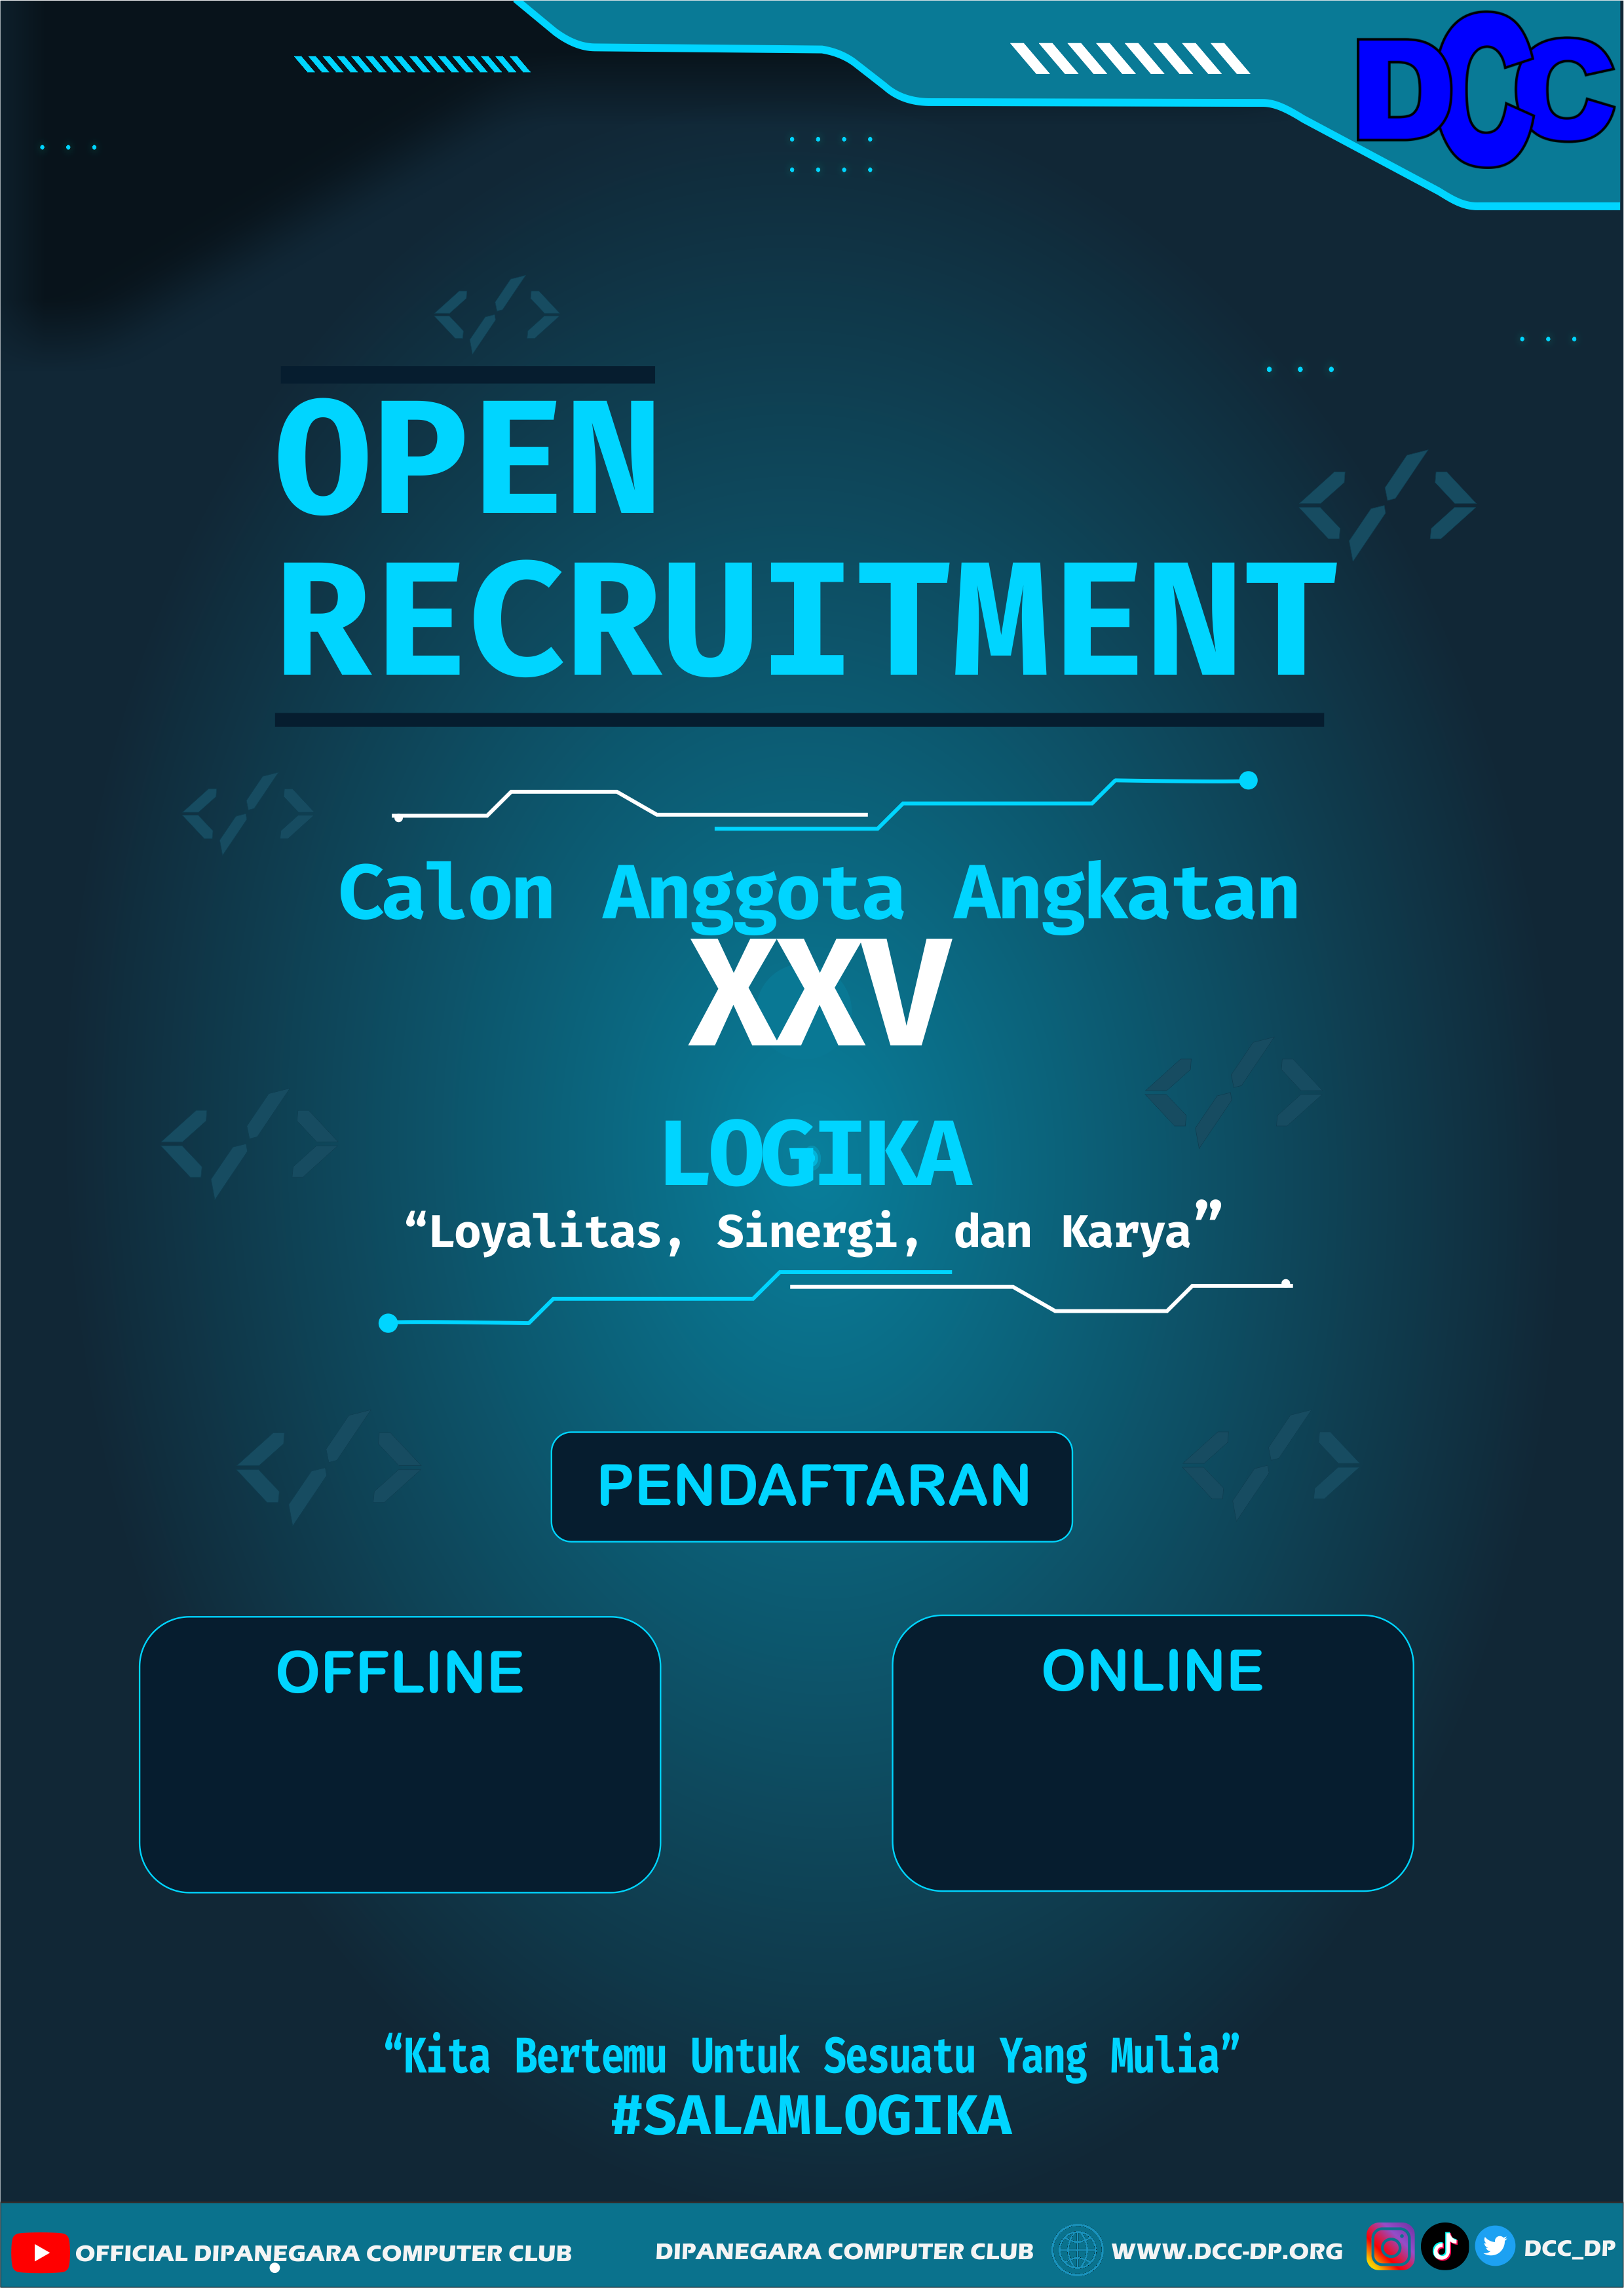 DCC
OPEN
RECRUITMENT
Calon Anggota Angkatan
XXV
LOGIKA
“Loyalitas, Sinergi, dan Karya”
PENDAFTARAN
OFFLINE
ONLINE
“Kita Bertemu Untuk Sesuatu Yang Mulia”
#SALAMLOGIKA
OFFICIAL DIPANEGARA COMPUTER CLUB
DIPANEGARA COMPUTER CLUB
WWW.DCC-DP.ORG
DCC_DP